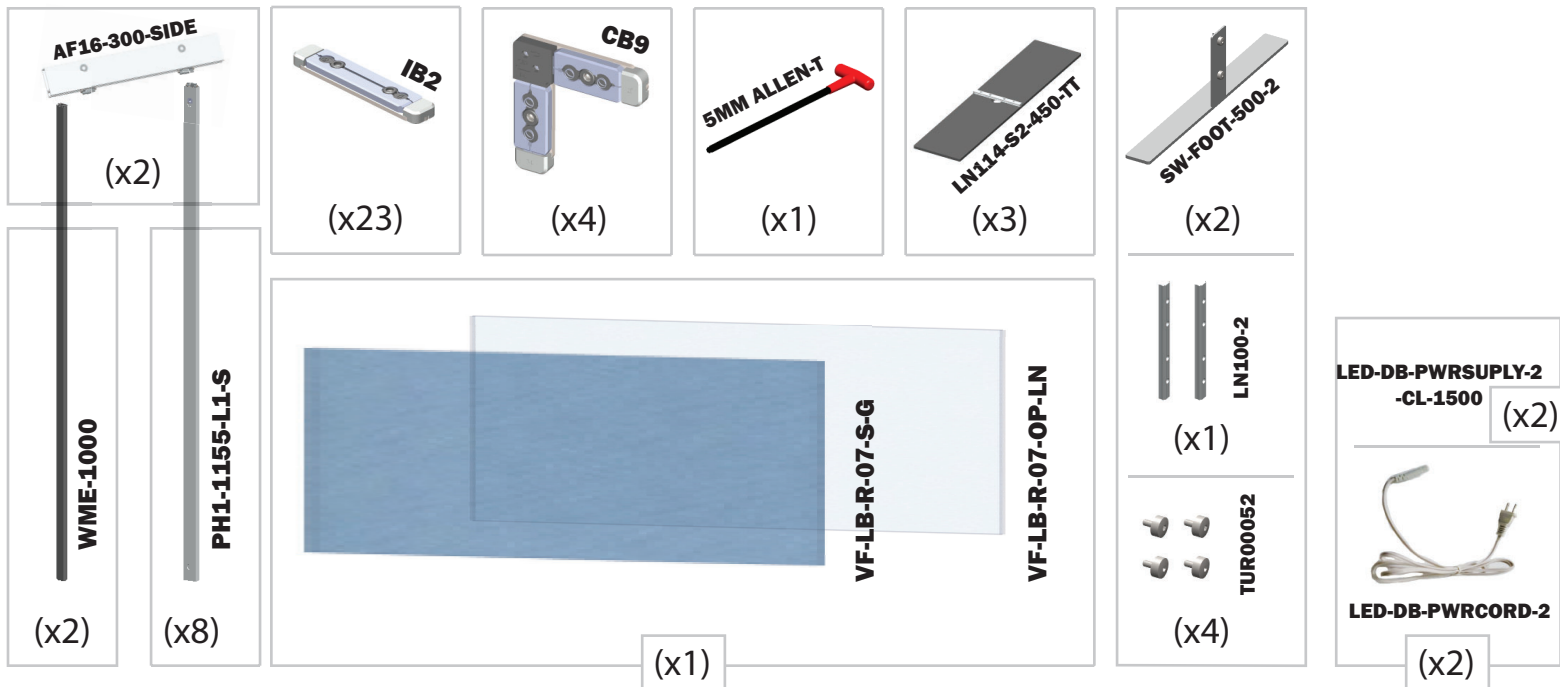 AF16-300-SIDE
(x2)
IB2
(x23)
CB9
(x4)
5MM ALLEN-T
(x1)
LN114-S2-450-TT
(x3)
SW-FOOT-500-2
(x2)
WME-1000
(x2)
PH1-1155-L1-S
(x8)
VF-LB-R-07-S-G
VF-LB-R-07-OP-LN
(x1)
LN100-2
(x1)
TUR00052
(x4)
LED-DB-PWRSUPLY-2
-CL-1500
(x2)
LED-DB-PWRCORD-2
(x2)